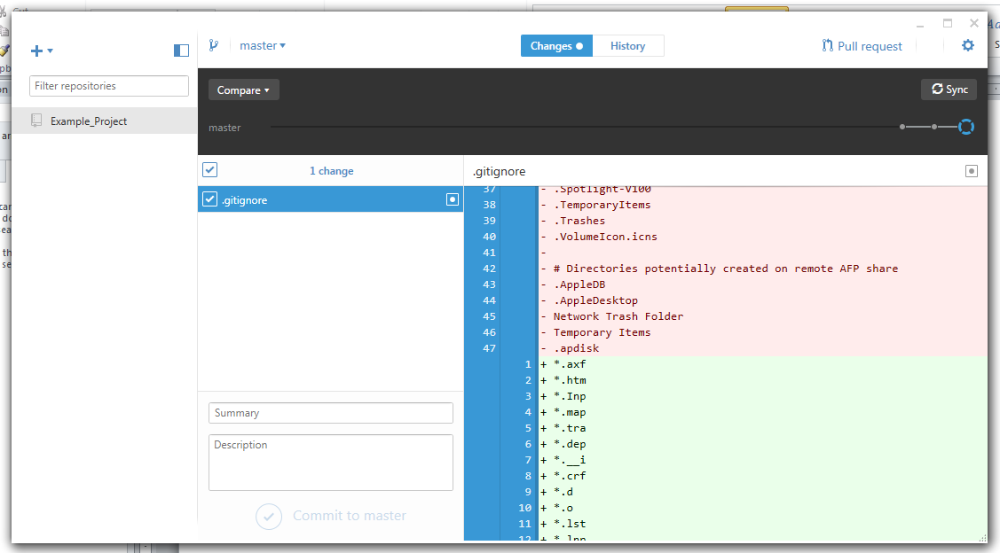 Cut
master
Changes
History
Pull request
Filter repositories
Example_Project
Compare
Sync
master
1 change
.gitignore
.gitignore
37 - .Spotlight-V100
38 - .TemporaryItems
39 - .Trashes
40 - .VolumeIcon.icns
41 -
42 - # Directories potentially created on remote AFP share
43 - .AppleDB
44 - .AppleDesktop
45 - Network Trash Folder
46 - Temporary Items
47 - .apdisk
1 + *.axf
2 + *.htm
3 + *.Inp
4 + *.map
5 + *.tra
6 + *.dep
7 + *.__i
8 + *.crf
9 + *.d
10 + *.o
11 + *.lst
12 + *.lnp
Summary
Description
Commit to master